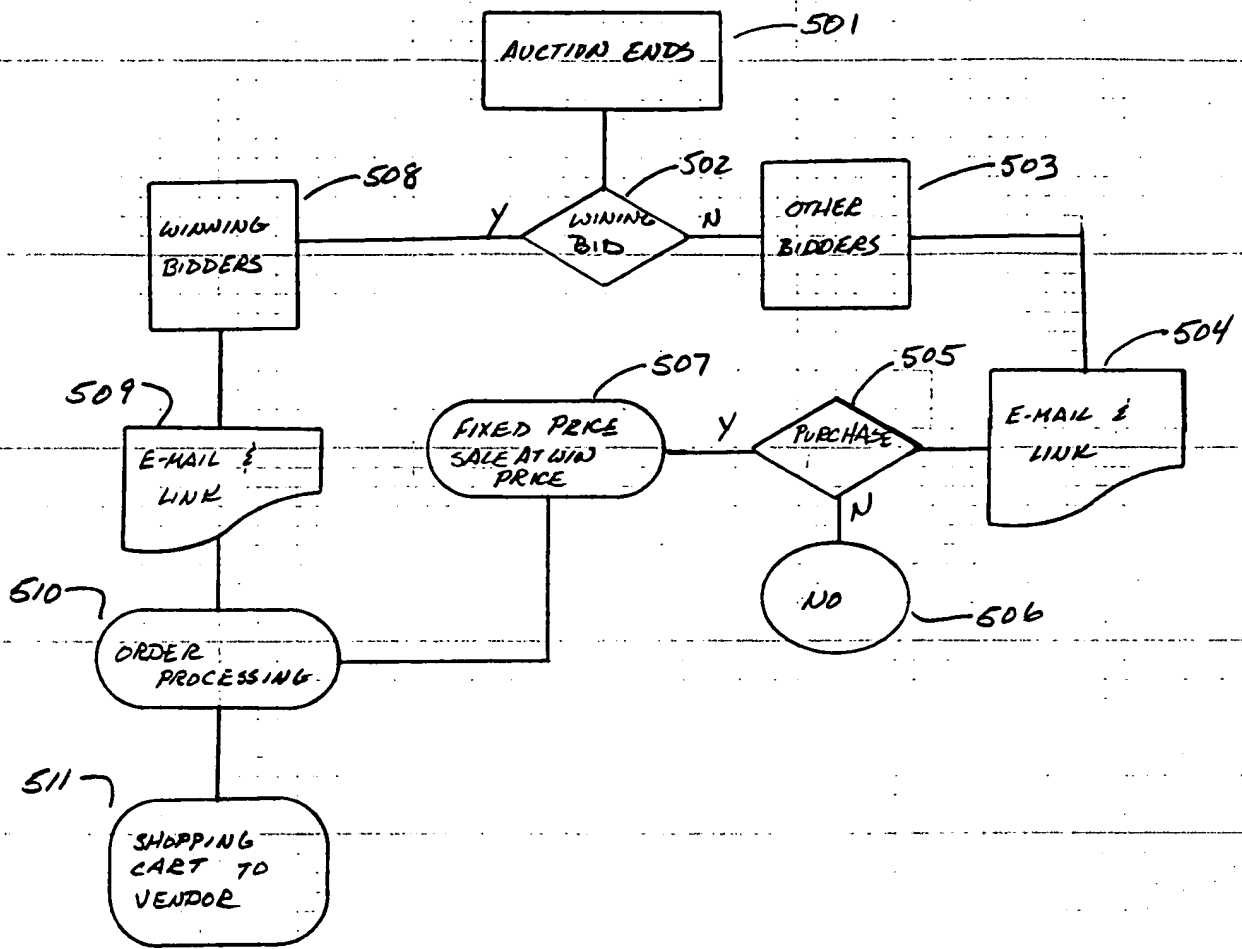 501
AUCTION ENDS
508
502
503
WINNING
BIDDERS
Y
WINING
BID
N
OTHER
BIDDERS
504
507
505
509
E-MAIL &
LINK
FIXED PRICE
SALE AT WIN
PRICE
Y
PURCHASE
E-MAIL &
LINK
N
510
NO
506
ORDER
PROCESSING
511
SHOPPING
CART TO
VENDOR